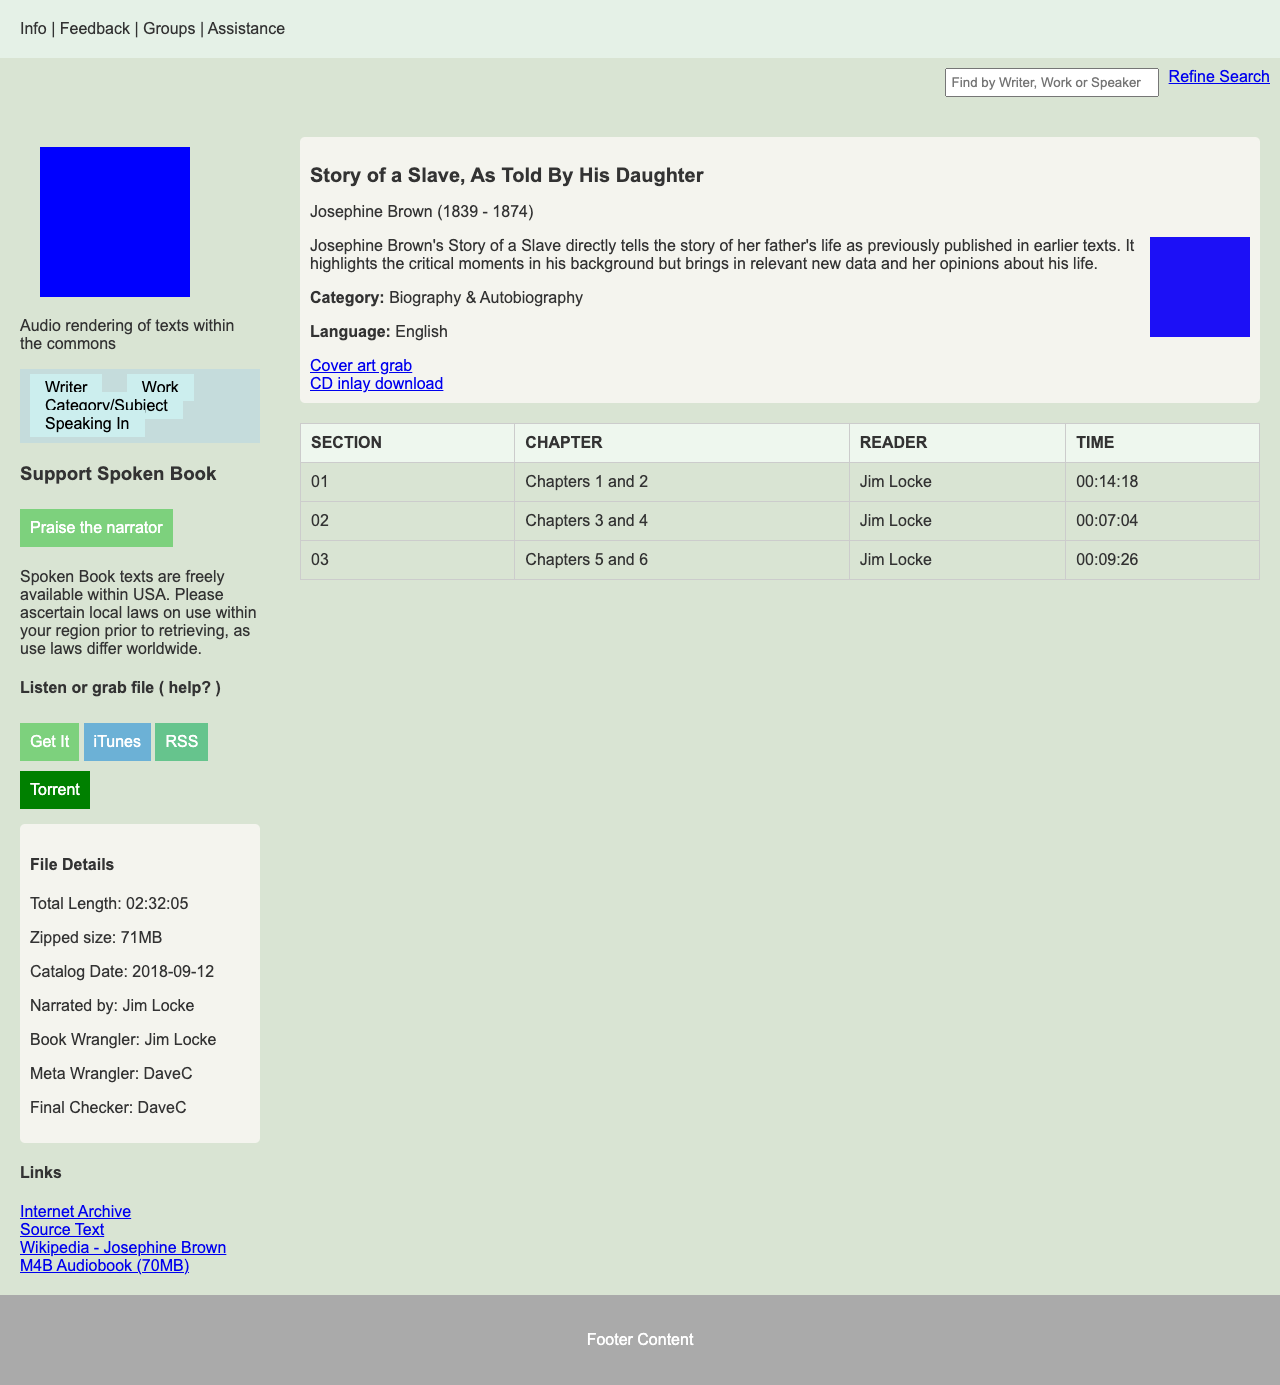 Info | Feedback | Groups | Assistance
Find by Writer, Work or Speaker
Refine Search
Audio rendering of texts within
the commons
Writer Work
Category/Subject
Speaking In
Support Spoken Book
Praise the narrator
Spoken Book texts are freely
available within USA. Please
ascertain local laws on use within
your region prior to retrieving, as
use laws differ worldwide.
Listen or grab file ( help? )
Get It iTunes RSS
Torrent
File Details
Total Length: 02:32:05
Zipped size: 71MB
Catalog Date: 2018-09-12
Narrated by: Jim Locke
Book Wrangler: Jim Locke
Meta Wrangler: DaveC
Final Checker: DaveC
Links
Internet Archive
Source Text
Wikipedia - Josephine Brown
M4B Audiobook (70MB)
Story of a Slave, As Told By His Daughter
Josephine Brown (1839 - 1874)
Josephine Brown's Story of a Slave directly tells the story of her father's life as previously published in earlier texts. It
highlights the critical moments in his background but brings in relevant new data and her opinions about his life.
Category: Biography & Autobiography
Language: English
Cover art grab
CD inlay download
SECTION CHAPTER READER TIME
01 Chapters 1 and 2 Jim Locke 00:14:18
02 Chapters 3 and 4 Jim Locke 00:07:04
03 Chapters 5 and 6 Jim Locke 00:09:26
Footer Content